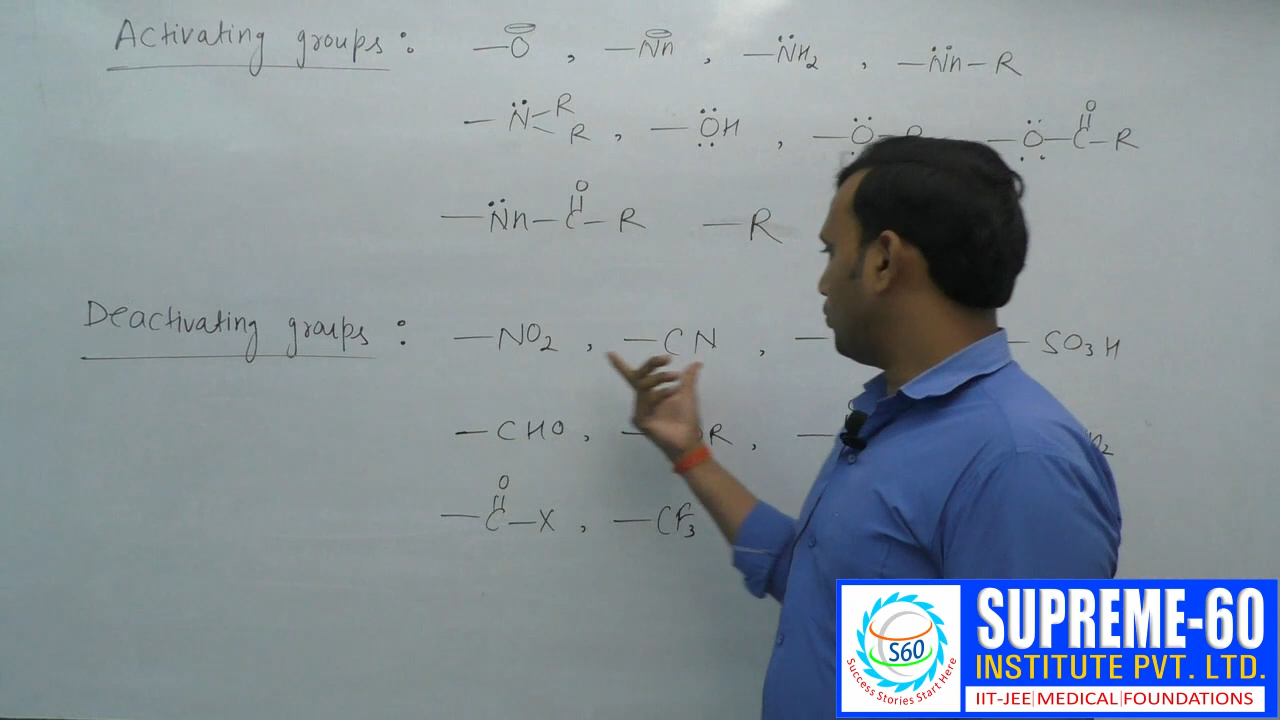 Activating groups : —O⊖ , —N⊖H , —N̈H₂ , —N̈H—R
—N̈(R)(R) , —ÖH , —Ö— —Ö—C(=O)—R
—N̈H—C(=O)—R —R
Deactivating groups : —NO₂ , —CN , — —SO₃H
—CHO , — R , —
—C(=O)—X , —CF₃
S60
Success Stories Start Here
SUPREME-60
INSTITUTE PVT. LTD.
IIT-JEE|MEDICAL|FOUNDATIONS